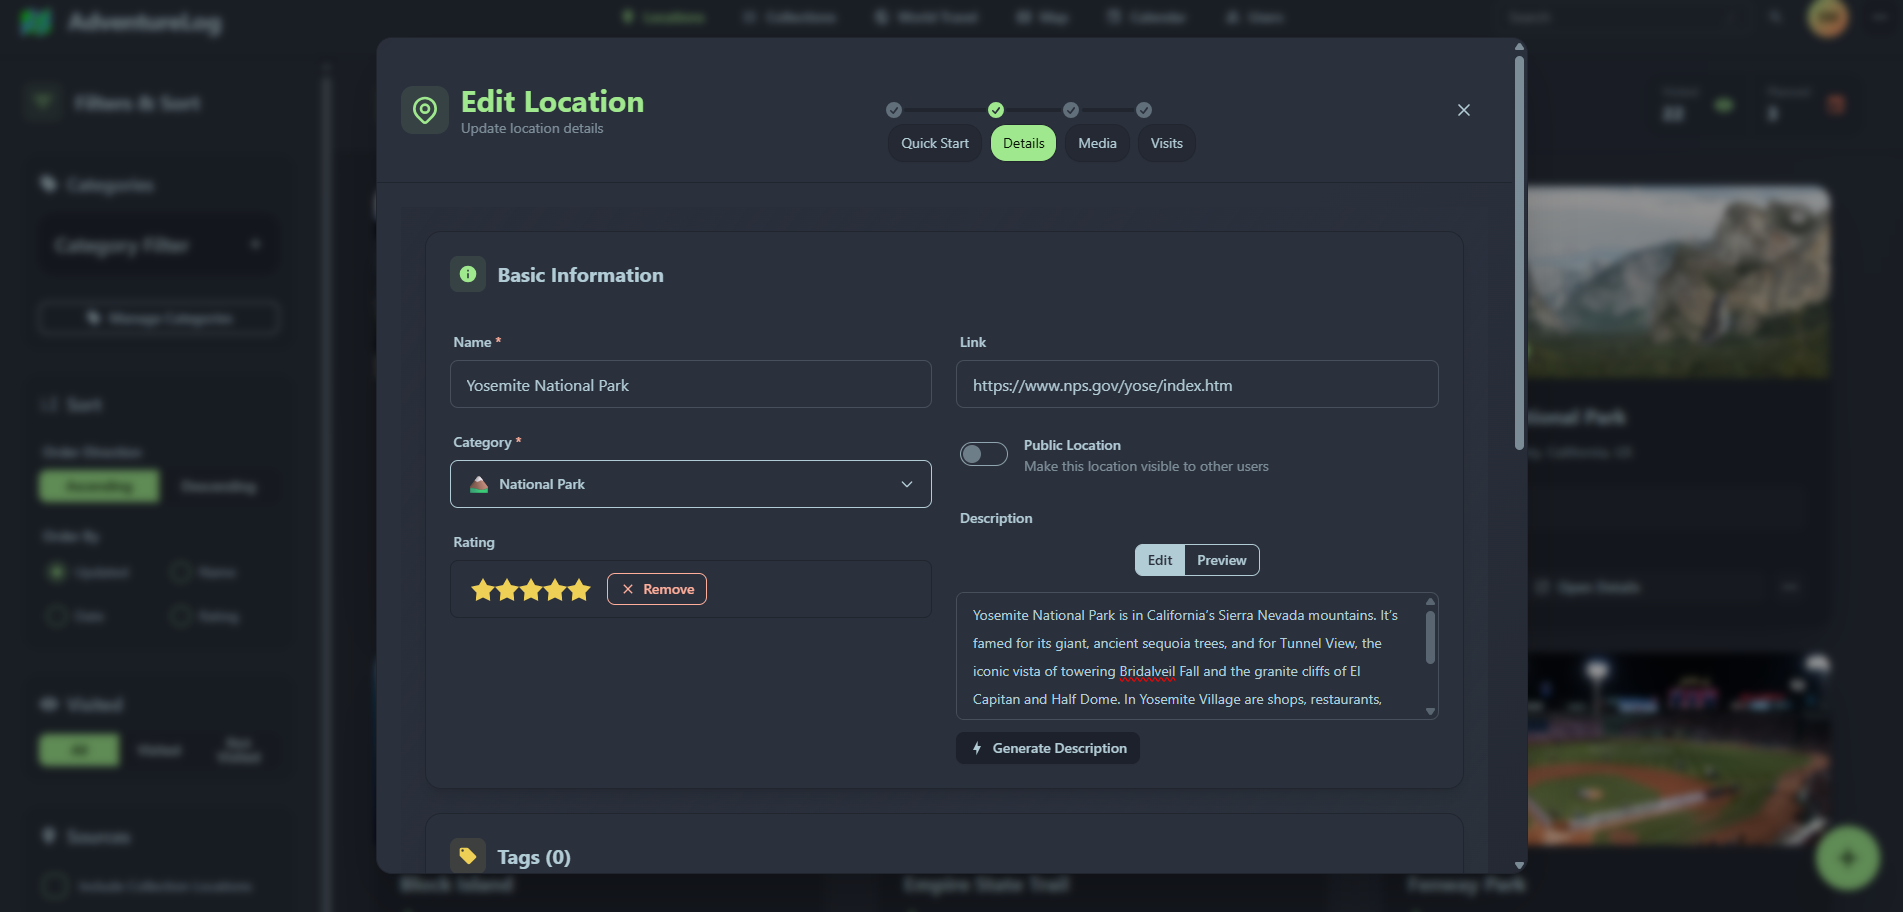 AdventureLog
Locations
Collections
World Travel
Map
Calendar
Users
Search
Filters & Sort
Categories
Category Filter
Manage Categories
Sort
Order Direction
Ascending
Descending
Order By
Updated
Name
Date
Rating
Visited
All
Visited
Not Visited
Sources
Include Collection Locations
Edit Location
Update location details
Quick Start
Details
Media
Visits
Basic Information
Name *
Yosemite National Park
Link
https://www.nps.gov/yose/index.htm
Category *
National Park
Public Location
Make this location visible to other users
Rating
Remove
Description
Edit
Preview
Yosemite National Park is in California’s Sierra Nevada mountains. It’s
famed for its giant, ancient sequoia trees, and for Tunnel View, the
iconic vista of towering Bridalveil Fall and the granite cliffs of El
Capitan and Half Dome. In Yosemite Village are shops, restaurants,
Generate Description
Tags (0)
Open Details
Block Island
Empire State Trail
Fenway Park